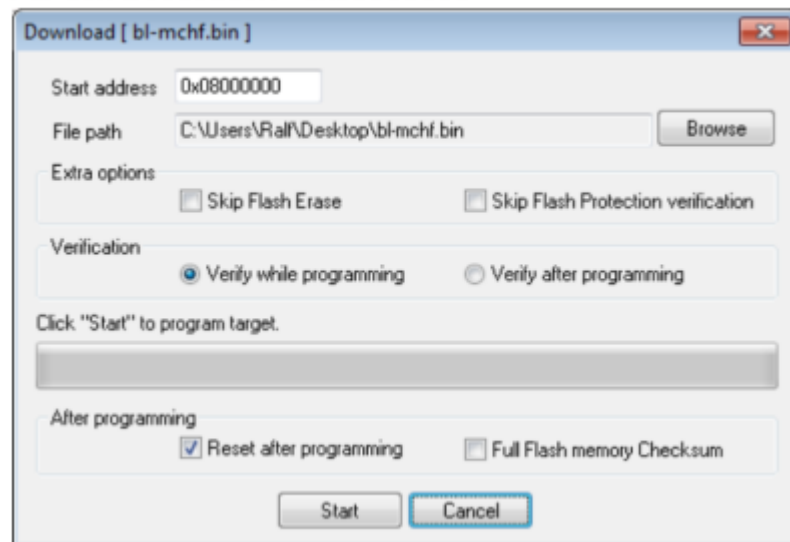 Download [ bl-mchf.bin ]
Start address 0x08000000
File path C:\Users\Ralf\Desktop\bl-mchf.bin Browse
Extra options
Skip Flash Erase Skip Flash Protection verification
Verification
Verify while programming Verify after programming
Click "Start" to program target.
After programming
Reset after programming Full Flash memory Checksum
Start Cancel